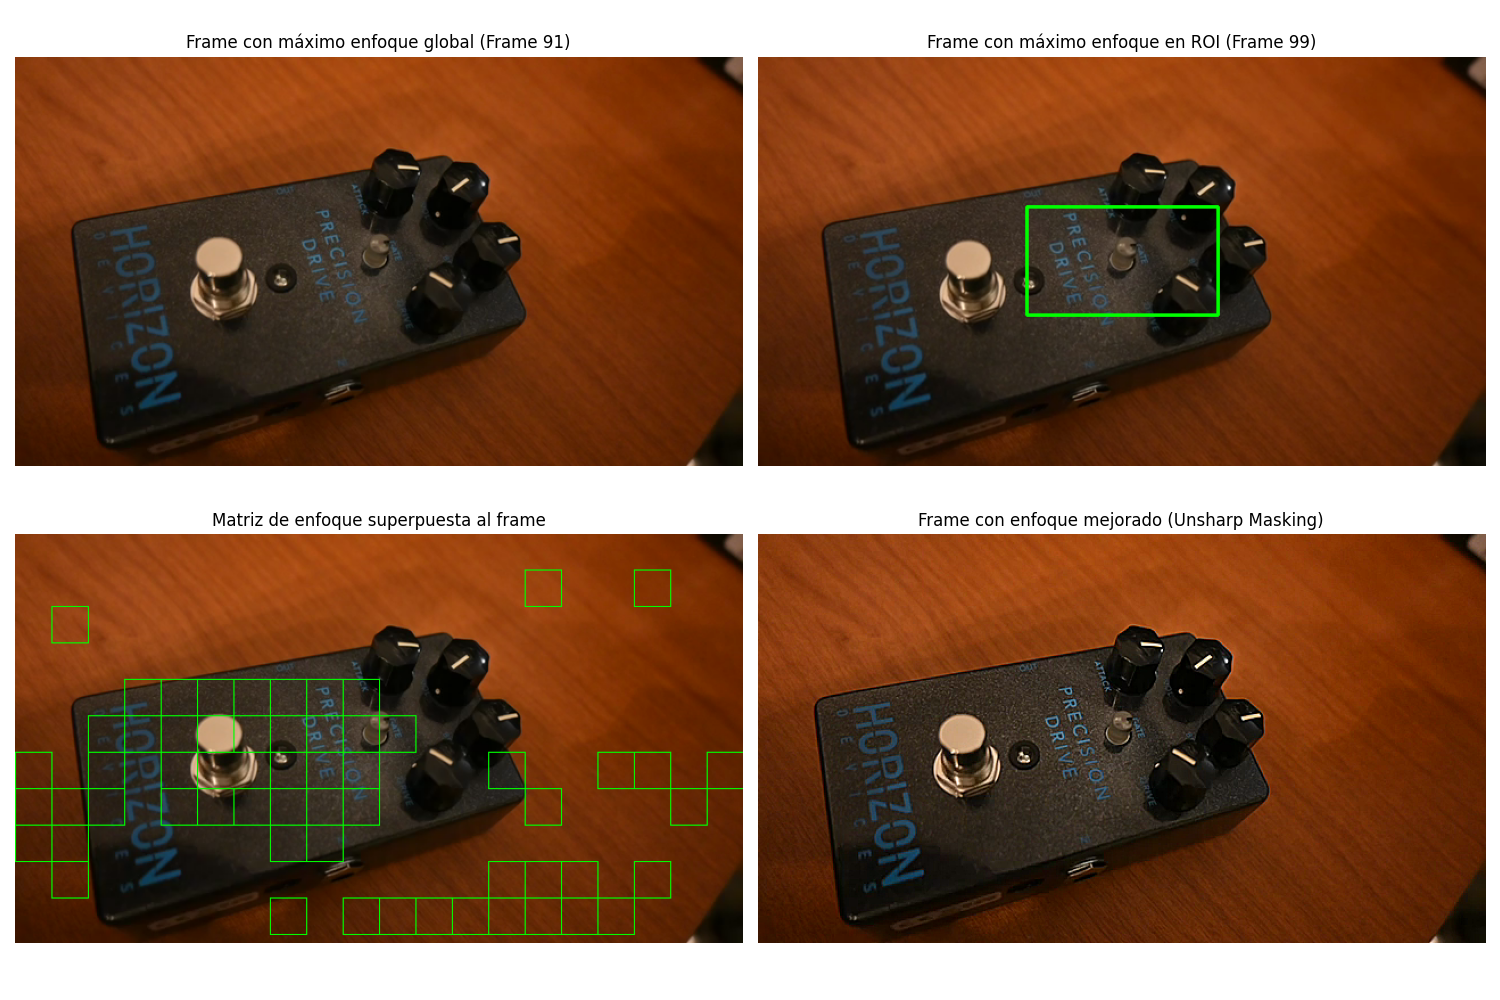 Frame con máximo enfoque global (Frame 91)
OUT
ATTACK
GATE
PRECISION
DRIVE
DRIVE
HORIZON
DEVICES
Frame con máximo enfoque en ROI (Frame 99)
OUT
ATTACK
GATE
PRECISION
DRIVE
HORIZON
DEVICES
Matriz de enfoque superpuesta al frame
OUT
ATTACK
PRECISION
DRIVE
DRIVE
HORIZON
DEVICES
Frame con enfoque mejorado (Unsharp Masking)
OUT
ATTACK
GATE
PRECISION
DRIVE
DRIVE
HORIZON
DEVICES